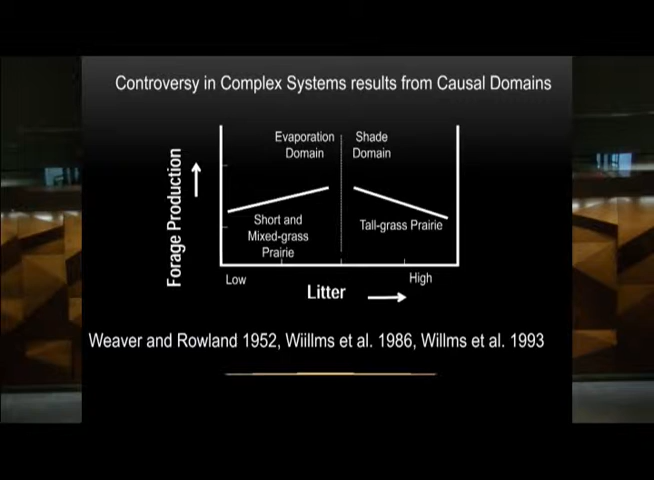 Controversy in Complex Systems results from Causal Domains
Evaporation
Domain
Shade
Domain
Forage Production
Short and
Mixed-grass
Prairie
Tall-grass Prairie
Low
High
Litter
Weaver and Rowland 1952, Wiillms et al. 1986, Willms et al. 1993